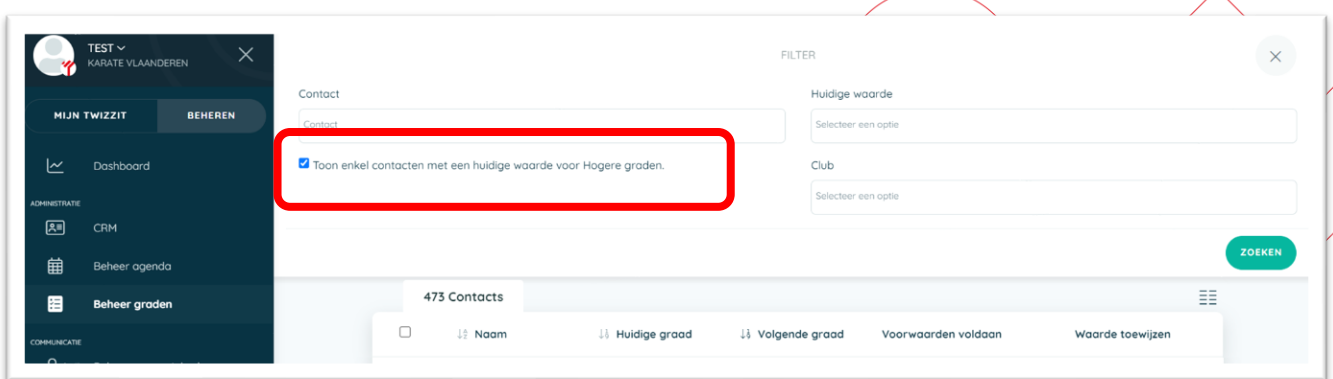 TEST
KARATE VLAANDEREN
MIJN TWIZZIT
BEHEREN
Dashboard
ADMINISTRATIE
CRM
Beheer agenda
Beheer graden
COMMUNICATIE
FILTER
Contact
Contact
Toon enkel contacten met een huidige waarde voor Hogere graden.
Huidige waarde
Selecteer een optie
Club
Selecteer een optie
ZOEKEN
473 Contacts
Naam
Huidige graad
Volgende graad
Voorwaarden voldaan
Waarde toewijzen